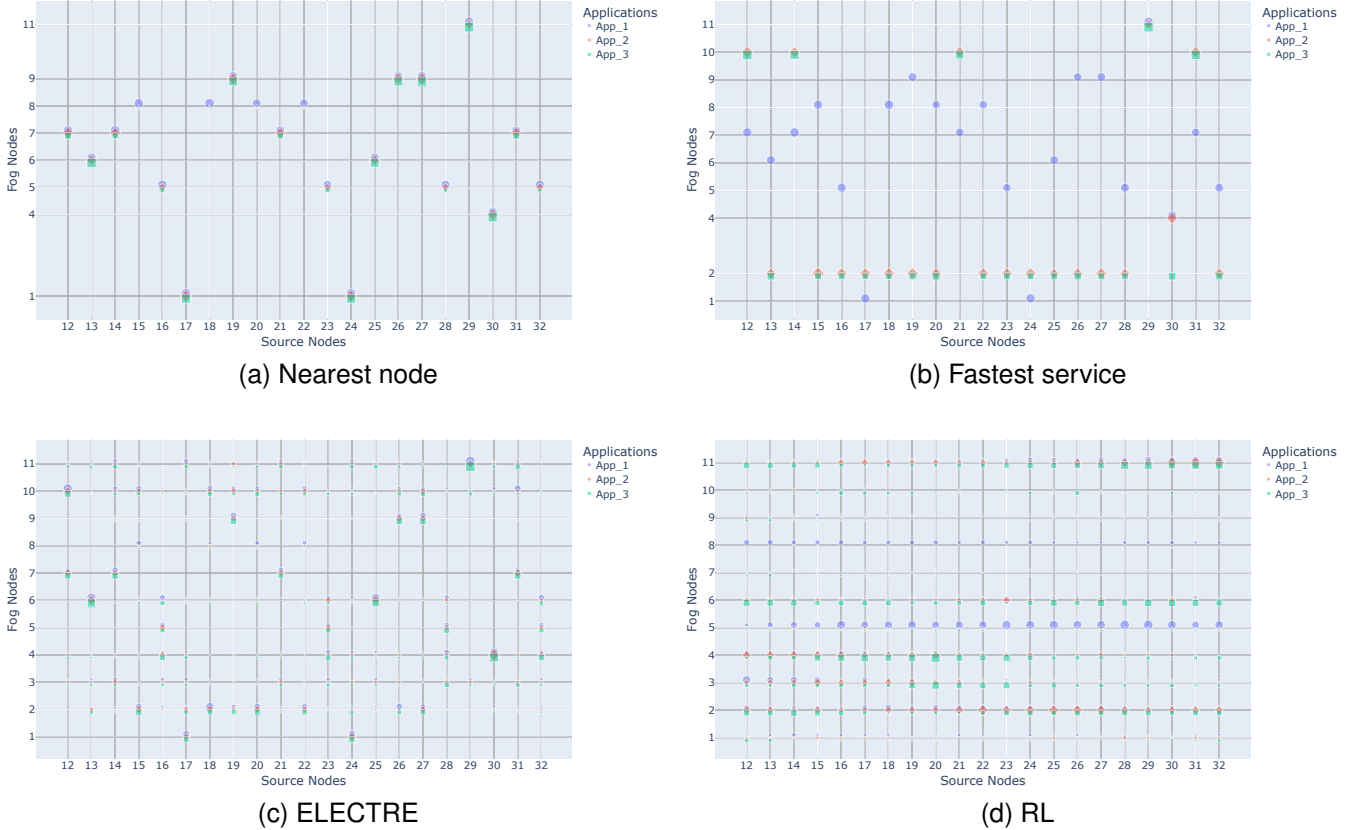 Applications
App_1
App_2
App_3
11
9
8
7
6
5
4
1
Fog Nodes
12 13 14 15 16 17 18 19 20 21 22 23 24 25 26 27 28 29 30 31 32
Source Nodes
(a) Nearest node
Applications
App_1
App_2
App_3
11
10
9
8
7
6
5
4
2
1
Fog Nodes
12 13 14 15 16 17 18 19 20 21 22 23 24 25 26 27 28 29 30 31 32
Source Nodes
(b) Fastest service
Applications
App_1
App_2
App_3
11
10
9
8
7
6
5
4
3
2
1
Fog Nodes
12 13 14 15 16 17 18 19 20 21 22 23 24 25 26 27 28 29 30 31 32
Source Nodes
(c) ELECTRE
Applications
App_1
App_2
App_3
11
10
9
8
7
6
5
4
3
2
1
Fog Nodes
12 13 14 15 16 17 18 19 20 21 22 23 24 25 26 27 28 29 30 31 32
Source Nodes
(d) RL